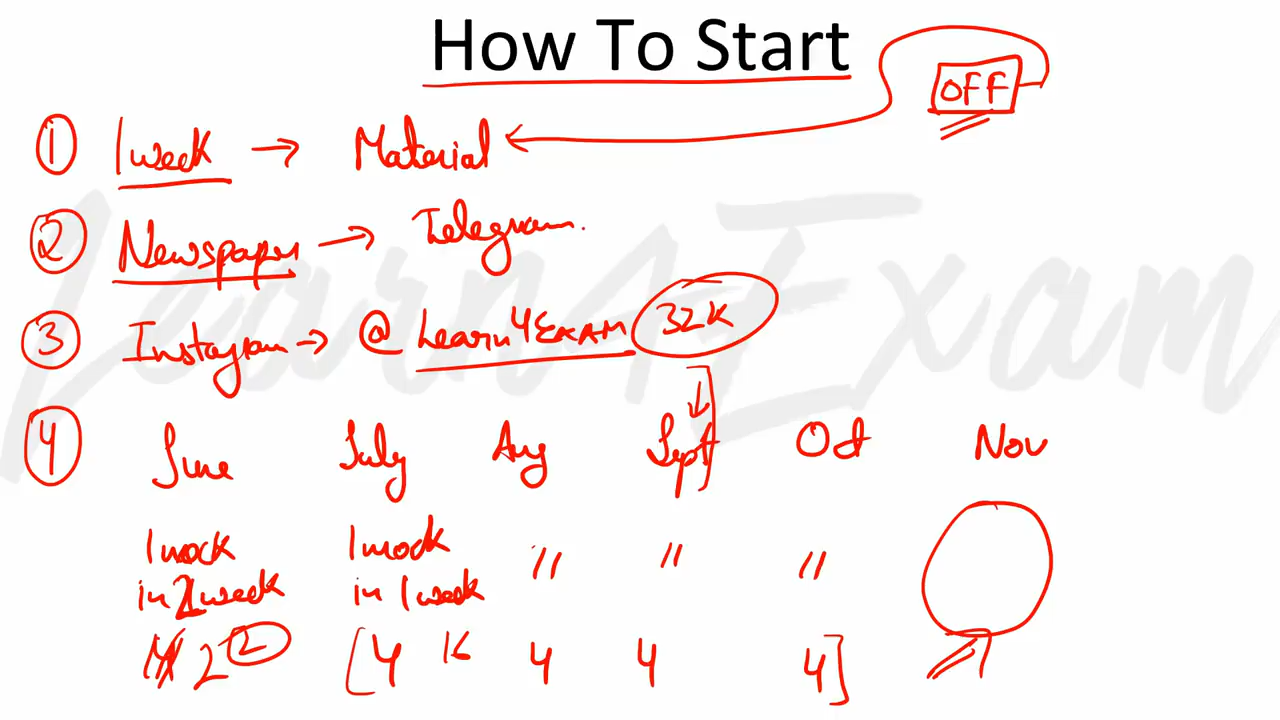 How To Start
OFF
① 1 week → Material
② Newspaper → Telegram.
③ Instagram → @ Learn4EXAM 32K
④ June July Aug Sept Oct Nov
1 mock 1 mock " " "
in 2 week in 1 week
2 2 [4 16 4 4 4]
Learn4Exam